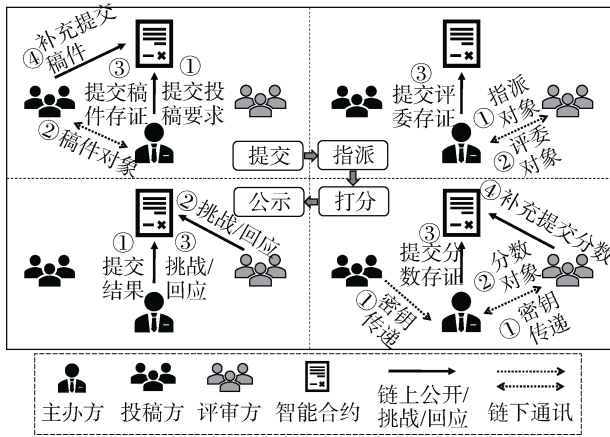 ④补充提交
稿件
③
提交稿
件存证
①
提交投
稿要求
②稿件对象
③
提交评
委存证
指派
①对象
②评委
对象
提交
指派
公示
打分
①
提交
结果
③
挑战/
回应
②挑战/回应
③
提交分
数存证
④补充提交分数
分数
②对象
①密钥
传递
①密钥
传递
主办方
投稿方
评审方
智能合约
链上公开/
挑战/回应
链下通讯